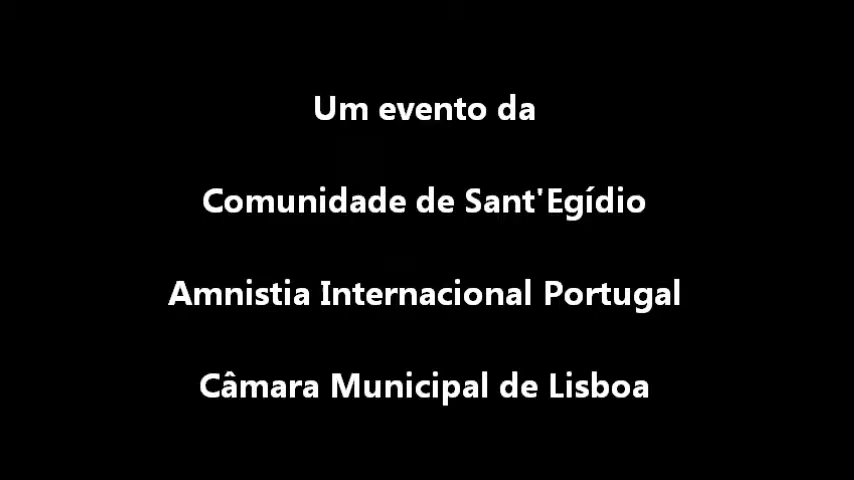 Um evento da
Comunidade de Sant'Egídio
Amnistia Internacional Portugal
Câmara Municipal de Lisboa